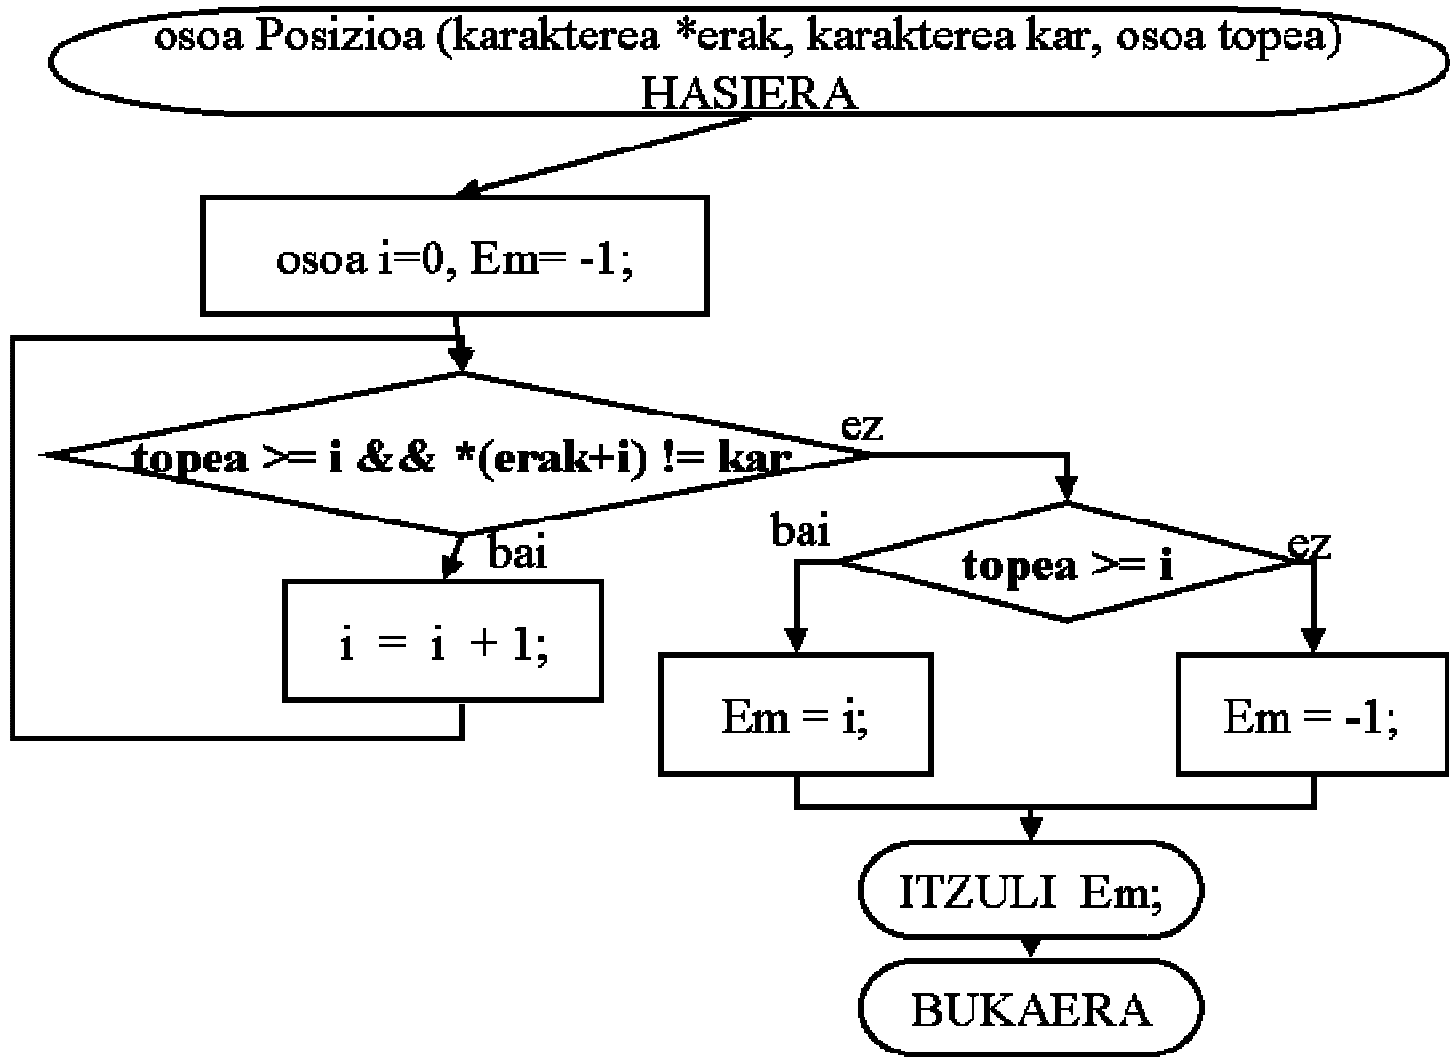 osoa Posizioa (karakterea *erak, karakterea kar, osoa topea)
HASIERA
osoa i=0, Em= -1;
topea >= i && *(erak+i) != kar
ez
bai
i = i + 1;
bai
topea >= i
ez
Em = i;
Em = -1;
ITZULI Em;
BUKAERA